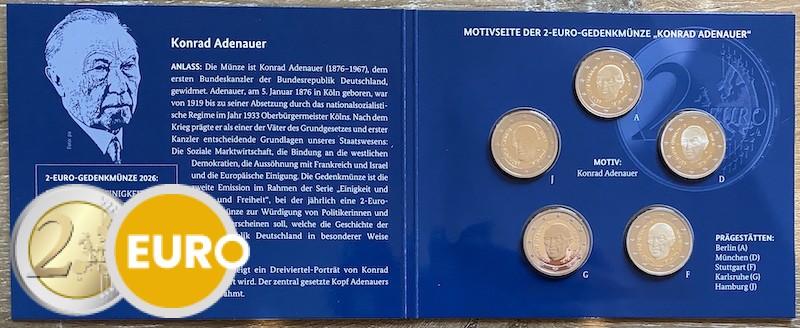 Konrad Adenauer
ANLASS: Die Münze ist Konrad Adenauer (1876–1967), dem
ersten Bundeskanzler der Bundesrepublik Deutschland,
gewidmet. Adenauer, am 5. Januar 1876 in Köln geboren, war
von 1919 bis zu seiner Absetzung durch das nationalsozialisti-
sche Regime im Jahr 1933 Oberbürgermeister Kölns. Nach dem
Krieg prägte er als einer der Väter des Grundgesetzes und erster
Kanzler entscheidende Grundlagen unseres Staatswesens:
Die Soziale Marktwirtschaft, die Bindung an die westlichen
Demokratien, die Aussöhnung mit Frankreich und Israel
und die Europäische Einigung. Die Gedenkmünze ist die
zweite Emission im Rahmen der Serie „Einigkeit und
und Freiheit“, bei der jährlich eine 2-Euro-
münze zur Würdigung von Politikerinnen und
erscheinen soll, welche die Geschichte der
Deutschland in besonderer Weise
zeigt ein Dreiviertel-Porträt von Konrad
wird. Der zentral gesetzte Kopf Adenauers
2-EURO-GEDENKMÜNZE 2026:
2
EURO
MOTIVSEITE DER 2-EURO-GEDENKMÜNZE „KONRAD ADENAUER“
2 EURO
A
J
D
MOTIV:
Konrad Adenauer
G
F
PRÄGESTÄTTEN:
Berlin (A)
München (D)
Stuttgart (F)
Karlsruhe (G)
Hamburg (J)